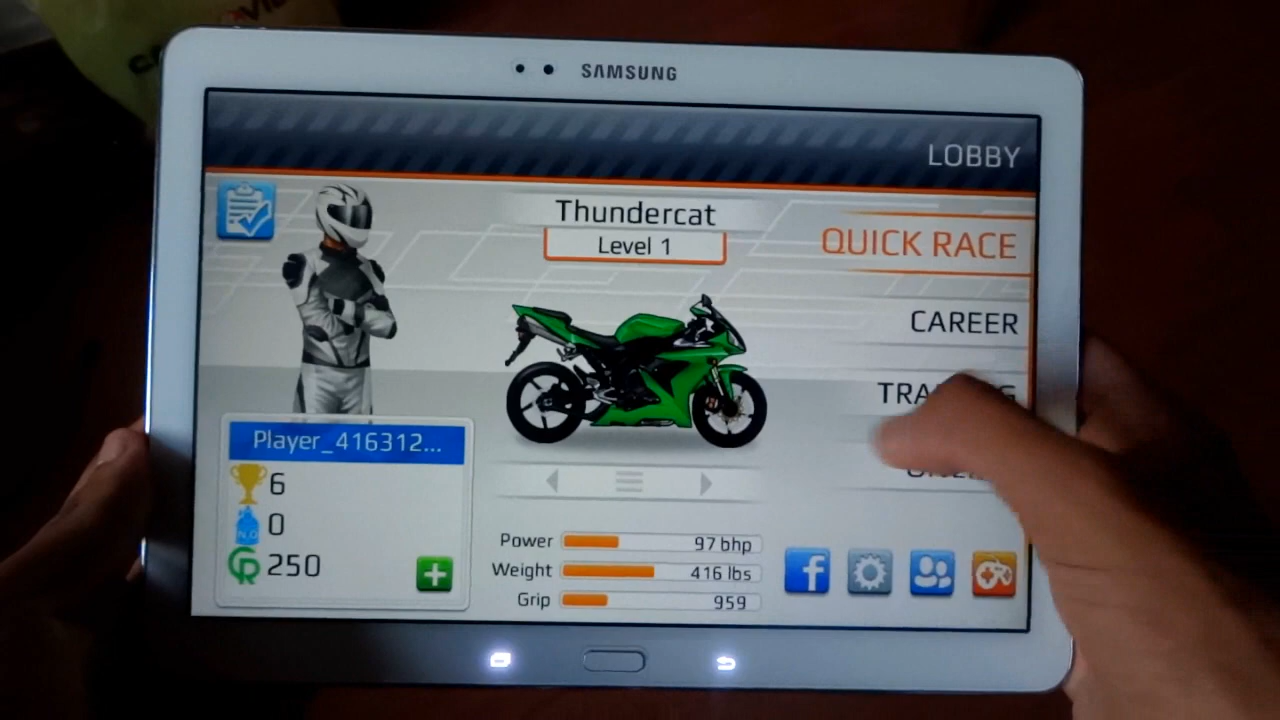 SAMSUNG
LOBBY
Thundercat
Level 1
QUICK RACE
CAREER
Player_416312...
6
N₂O 0
250
Power 97 bhp
Weight 416 lbs
Grip 959
f